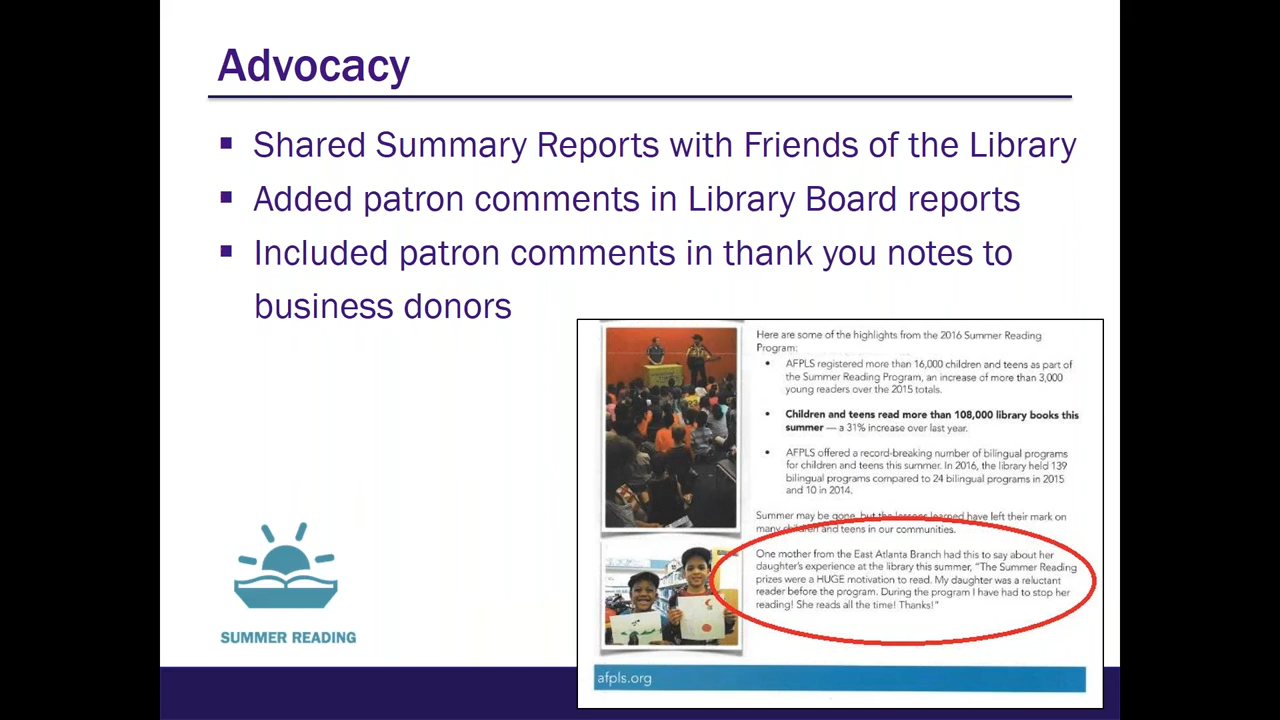 Advocacy
Shared Summary Reports with Friends of the Library
Added patron comments in Library Board reports
Included patron comments in thank you notes to
business donors
Here are some of the highlights from the 2016 Summer Reading
Program:
AFPLS registered more than 16,000 children and teens as part of
the Summer Reading Program, an increase of more than 3,000
young readers over the 2015 totals.
Children and teens read more than 108,000 library books this
summer — a 31% increase over last year.
AFPLS offered a record-breaking number of bilingual programs
for children and teens this summer. In 2016, the library held 139
bilingual programs compared to 24 bilingual programs in 2015
and 10 in 2014.
Summer may be gone, but the lessons learned have left their mark on
many children and teens in our communities.
One mother from the East Atlanta Branch had this to say about her
daughter's experience at the library this summer, "The Summer Reading
prizes were a HUGE motivation to read. My daughter was a reluctant
reader before the program. During the program I have had to stop her
reading! She reads all the time! Thanks!"
afpls.org
SUMMER READING